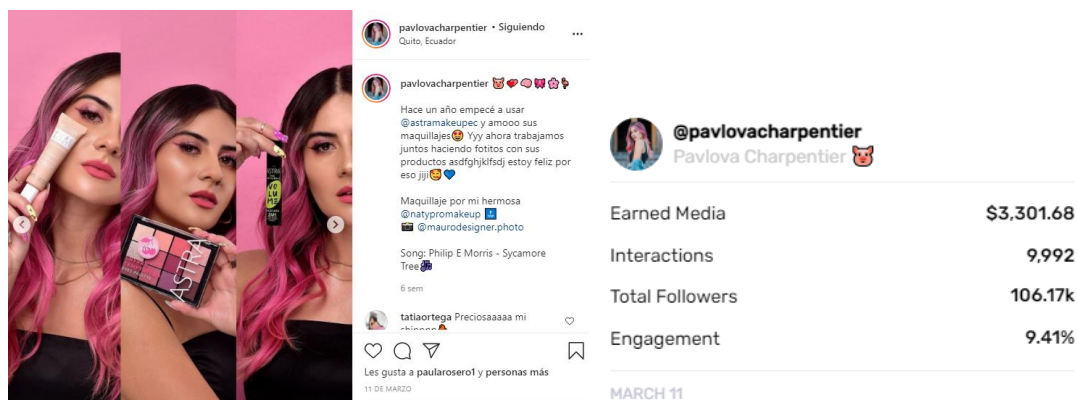 pavlovacharpentier • Siguiendo
Quito, Ecuador
pavlovacharpentier 🐷💝🧠👯🌸💃
Hace un año empecé a usar
@astramakeupec y amooo sus
maquillajes🥰 Yyy ahora trabajamos
juntos haciendo fotitos con sus
productos asdfghjklfsdj estoy feliz por
eso jiji🥰💙
Maquillaje por mi hermosa
@natypromakeup
📷 @maurodesigner.photo
Song: Philip E Morris - Sycamore
Tree🎇
6 sem
tatiaortega Preciosaaaaa mi
Les gusta a paularosero1 y personas más
11 DE MARZO
ASTRA
VOLUME
@pavlovacharpentier
Pavlova Charpentier 🐷
Earned Media $3,301.68
Interactions 9,992
Total Followers 106.17k
Engagement 9.41%
MARCH 11